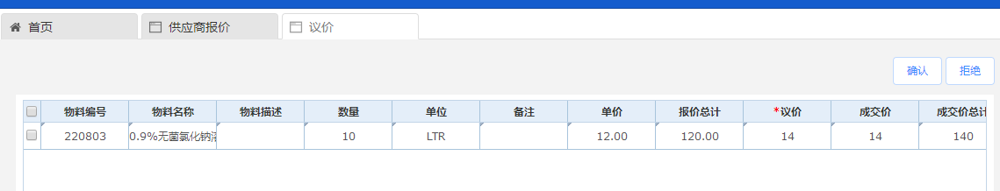 首页 供应商报价 议价
确认 拒绝
物料编号 物料名称 物料描述 数量 单位 备注 单价 报价总计 *议价 成交价 成交价总计
220803 0.9%无菌氯化钠溶 10 LTR 12.00 120.00 14 14 140